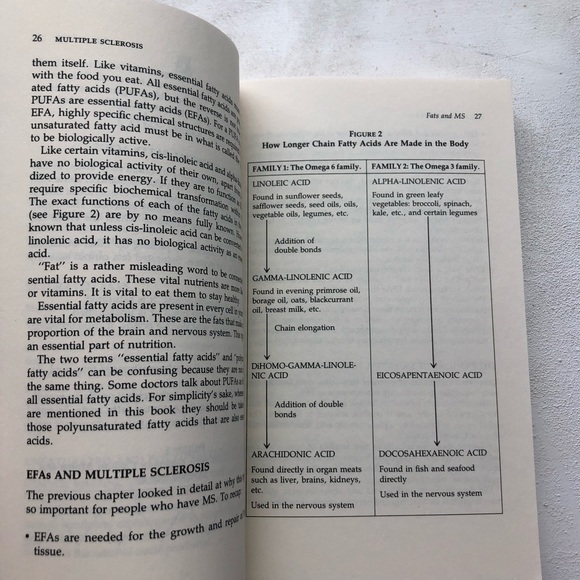 26 MULTIPLE SCLEROSIS
them itself. Like vitamins, essential fatty acids
with the food you eat. All essential fatty acids are
ated fatty acids (PUFAs), but the reverse is
PUFAs are essential fatty acids (EFAs). For a
EFA, highly specific chemical structures are
unsaturated fatty acid must be in what is called
to be biologically active.
Like certain vitamins, cis-linoleic acid and
have no biological activity of their own, apart
dized to provide energy. If they are to function
require specific biochemical transformation
The exact functions of each of the fatty acids in
(see Figure 2) are by no means fully known.
known that unless cis-linoleic acid can be
linolenic acid, it has no biological activity as an
acid.
"Fat" is a rather misleading word to be
sential fatty acids. These vital nutrients are more
or vitamins. It is vital to eat them to stay healthy.
Essential fatty acids are present in every cell
are vital for metabolism. These are the fats that
proportion of the brain and nervous system. They
an essential part of nutrition.
The two terms "essential fatty acids" and
fatty acids" can be confusing because they are
the same thing. Some doctors talk about PUFAs
all essential fatty acids. For simplicity's sake,
are mentioned in this book they should be
those polyunsaturated fatty acids that are also
acids.
EFAs AND MULTIPLE SCLEROSIS
The previous chapter looked in detail at why
so important for people who have MS. To recap
• EFAs are needed for the growth and repair
tissue.
Fats and MS 27
FIGURE 2
How Longer Chain Fatty Acids Are Made in the Body
FAMILY 1: The Omega 6 family.
LINOLEIC ACID
Found in sunflower seeds,
safflower seeds, seed oils, oils,
vegetable oils, legumes, etc.
Addition of
double bonds
GAMMA-LINOLENIC ACID
Found in evening primrose oil,
borage oil, oats, blackcurrant
oil, breast milk, etc.
Chain elongation
DIHOMO-GAMMA-LINOLE-
NIC ACID
Addition of double
bonds
ARACHIDONIC ACID
Found directly in organ meats
such as liver, brains, kidneys,
etc.
Used in the nervous system
FAMILY 2: The Omega 3 family.
ALPHA-LINOLENIC ACID
Found in green leafy
vegetables: broccoli, spinach,
kale, etc., and certain legumes
EICOSAPENTAENOIC ACID
DOCOSAHEXAENOIC ACID
Found in fish and seafood
directly
Used in the nervous system